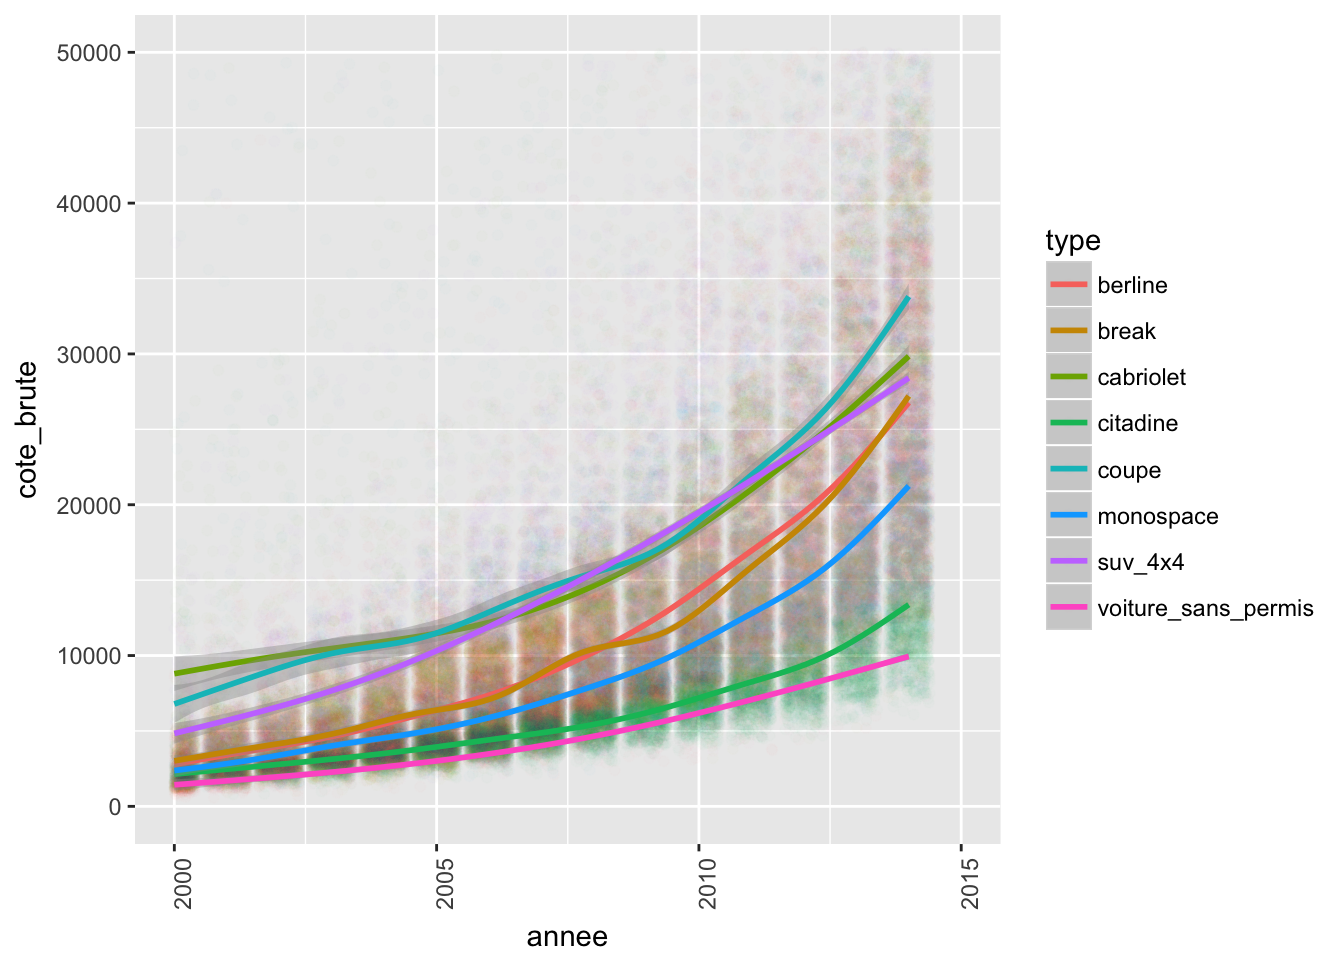 50000
40000
30000
20000
10000
0
cote_brute
2000
2005
2010
2015
annee
type
berline
break
cabriolet
citadine
coupe
monospace
suv_4x4
voiture_sans_permis